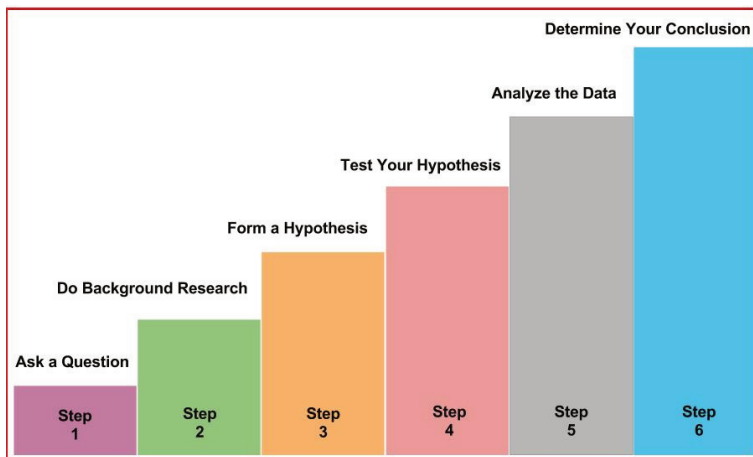 Determine Your Conclusion
Analyze the Data
Test Your Hypothesis
Form a Hypothesis
Do Background Research
Ask a Question
Step
1
Step
2
Step
3
Step
4
Step
5
Step
6